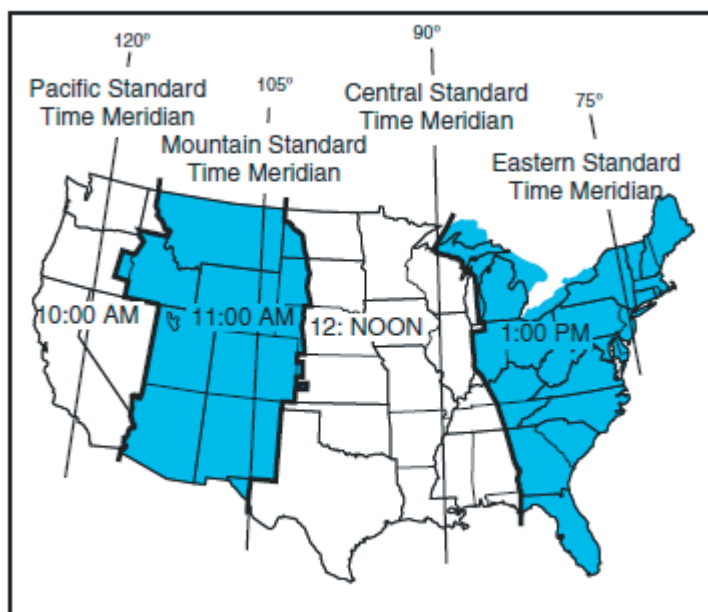 120°
Pacific Standard
Time Meridian
105°
Mountain Standard
Time Meridian
90°
Central Standard
Time Meridian
75°
Eastern Standard
Time Meridian
10:00 AM
11:00 AM
12: NOON
1:00 PM